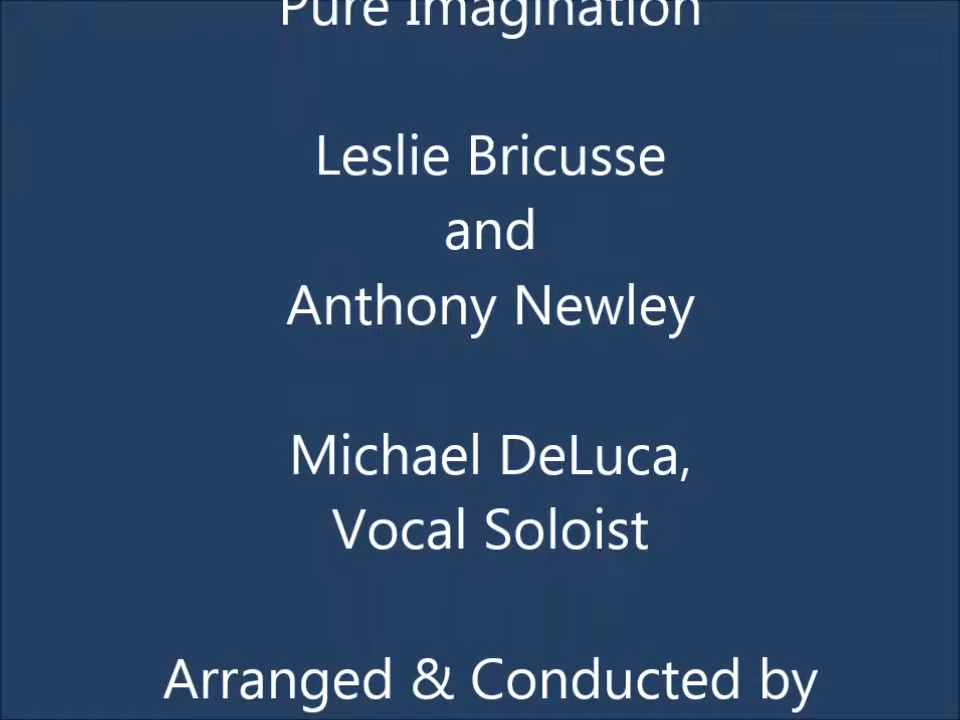 Pure Imagination
Leslie Bricusse
and
Anthony Newley
Michael DeLuca,
Vocal Soloist
Arranged & Conducted by